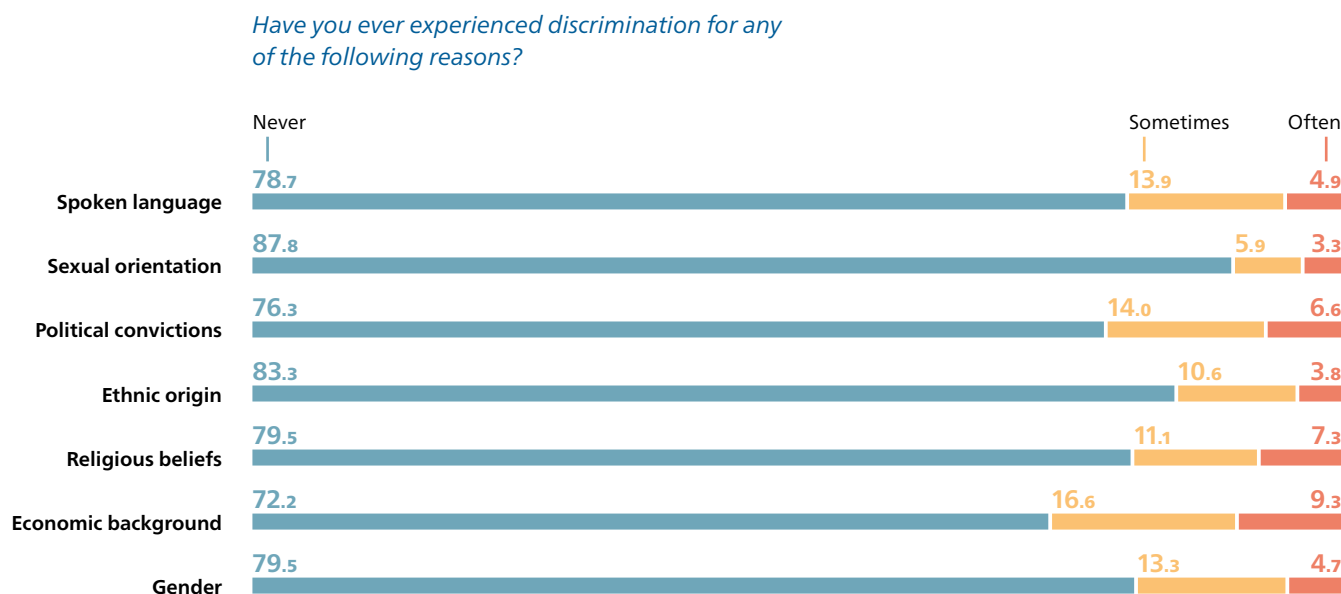 Have you ever experienced discrimination for any
of the following reasons?
Never Sometimes Often
78.7 13.9 4.9
Spoken language
87.8 5.9 3.3
Sexual orientation
76.3 14.0 6.6
Political convictions
83.3 10.6 3.8
Ethnic origin
79.5 11.1 7.3
Religious beliefs
72.2 16.6 9.3
Economic background
79.5 13.3 4.7
Gender